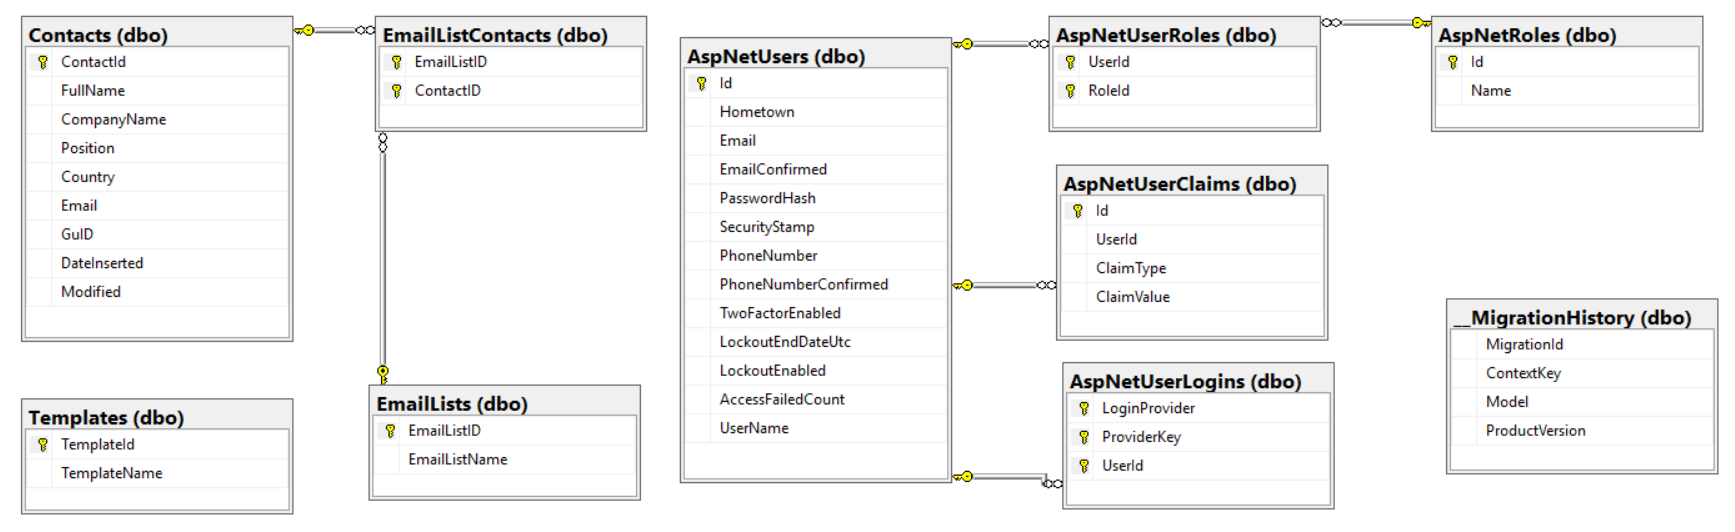 Contacts (dbo)
ContactId
FullName
CompanyName
Position
Country
Email
GuID
DateInserted
Modified
EmailListContacts (dbo)
EmailListID
ContactID
Templates (dbo)
TemplateId
TemplateName
EmailLists (dbo)
EmailListID
EmailListName
AspNetUsers (dbo)
Id
Hometown
Email
EmailConfirmed
PasswordHash
SecurityStamp
PhoneNumber
PhoneNumberConfirmed
TwoFactorEnabled
LockoutEndDateUtc
LockoutEnabled
AccessFailedCount
UserName
AspNetUserRoles (dbo)
UserId
RoleId
AspNetRoles (dbo)
Id
Name
AspNetUserClaims (dbo)
Id
UserId
ClaimType
ClaimValue
AspNetUserLogins (dbo)
LoginProvider
ProviderKey
UserId
__MigrationHistory (dbo)
MigrationId
ContextKey
Model
ProductVersion